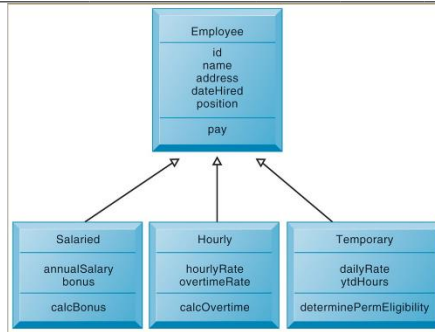 Employee
id
name
address
dateHired
position
pay
Salaried
annualSalary
bonus
calcBonus
Hourly
hourlyRate
overtimeRate
calcOvertime
Temporary
dailyRate
ytdHours
determinePermEligibility